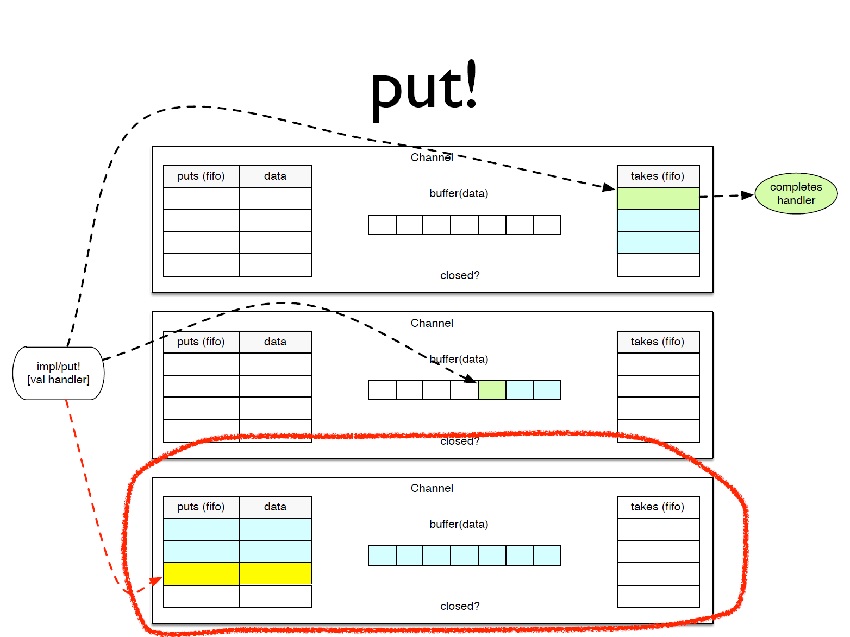 put!
Channel
puts (fifo) data takes (fifo)
buffer(data)
completes
handler
closed?
Channel
puts (fifo) data takes (fifo)
buffer(data)
impl/put!
[val handler]
closed?
Channel
puts (fifo) data takes (fifo)
buffer(data)
closed?